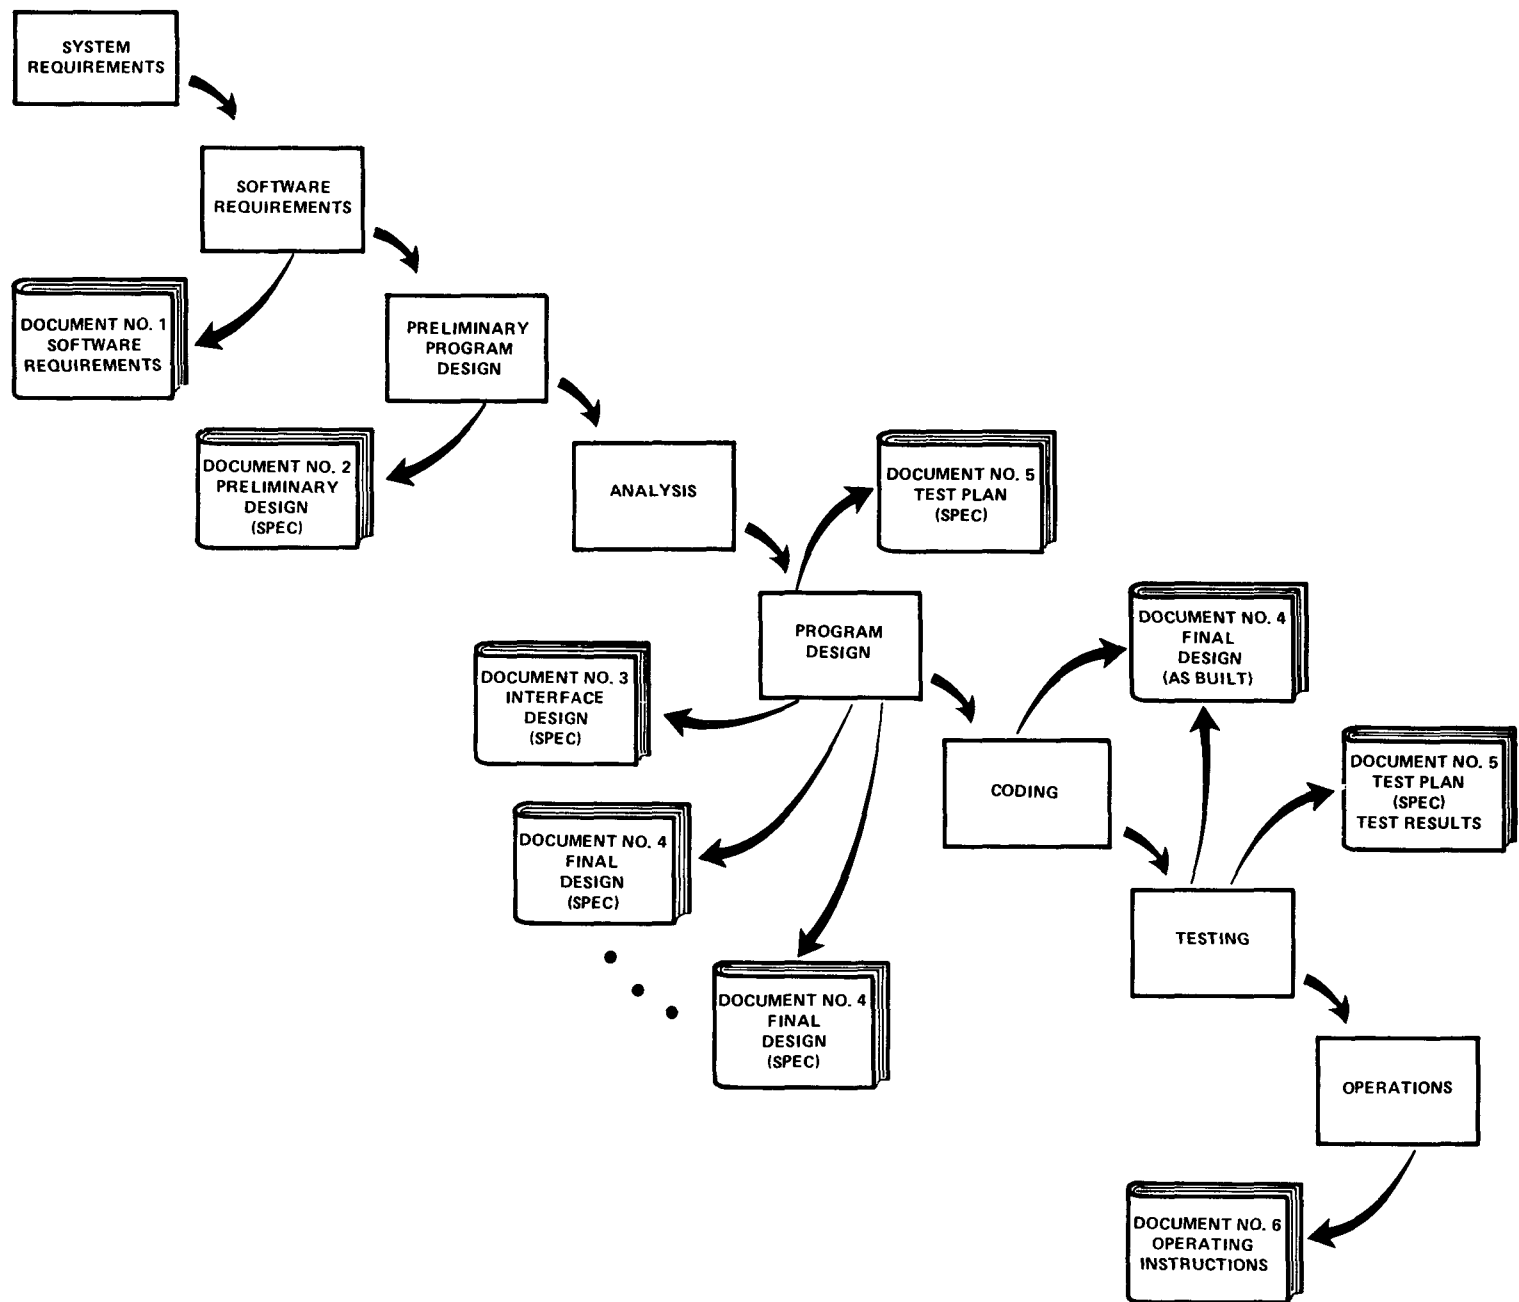 SYSTEM
REQUIREMENTS
SOFTWARE
REQUIREMENTS
DOCUMENT NO. 1
SOFTWARE
REQUIREMENTS
PRELIMINARY
PROGRAM
DESIGN
DOCUMENT NO. 2
PRELIMINARY
DESIGN
(SPEC)
ANALYSIS
DOCUMENT NO. 5
TEST PLAN
(SPEC)
PROGRAM
DESIGN
DOCUMENT NO. 3
INTERFACE
DESIGN
(SPEC)
DOCUMENT NO. 4
FINAL
DESIGN
(AS BUILT)
CODING
DOCUMENT NO. 5
TEST PLAN
(SPEC)
TEST RESULTS
DOCUMENT NO. 4
FINAL
DESIGN
(SPEC)
TESTING
DOCUMENT NO. 4
FINAL
DESIGN
(SPEC)
OPERATIONS
DOCUMENT NO. 6
OPERATING
INSTRUCTIONS